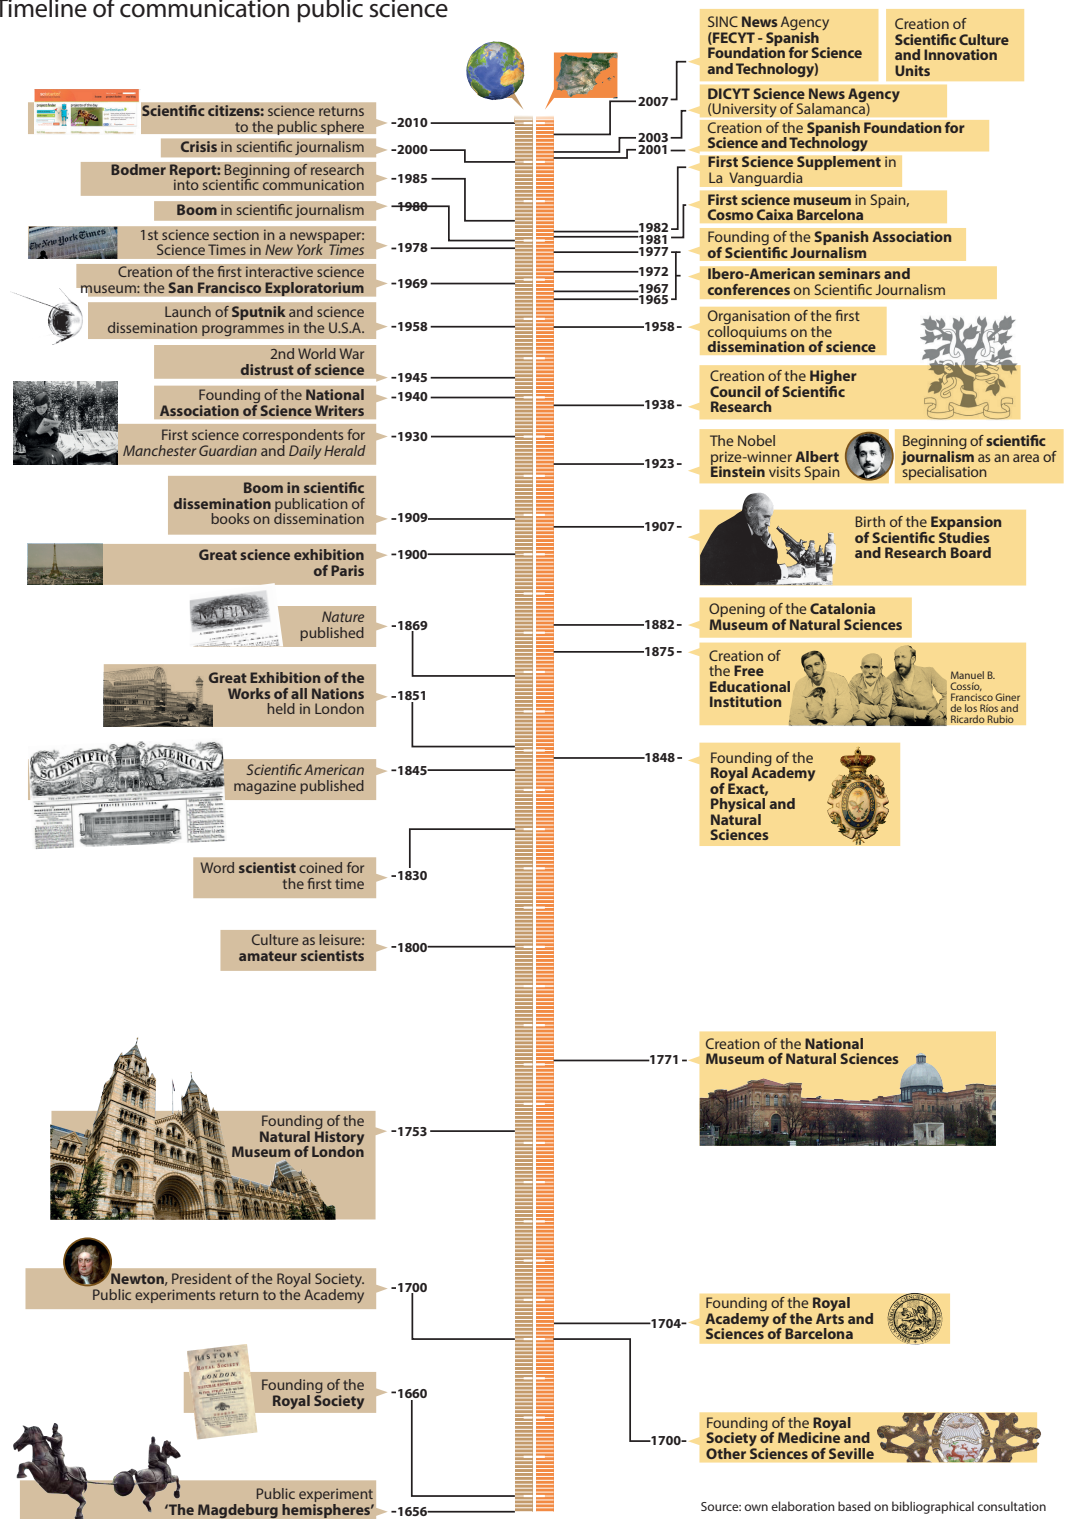 Timeline of communication public science
Scientific citizens: science returns
to the public sphere
-2010
Crisis in scientific journalism
-2000
Bodmer Report: Beginning of research
into scientific communication
-1985
Boom in scientific journalism
-1980
The New York Times
1st science section in a newspaper:
Science Times in New York Times
-1978
Creation of the first interactive science
museum: the San Francisco Exploratorium
-1969
Launch of Sputnik and science
dissemination programmes in the U.S.A.
-1958
2nd World War
distrust of science
-1945
Founding of the National
Association of Science Writers
-1940
First science correspondents for
Manchester Guardian and Daily Herald
-1930
Boom in scientific
dissemination publication of
books on dissemination
-1909
Great science exhibition
of Paris
-1900
NATURE
Nature
published
-1869
Great Exhibition of the
Works of all Nations
held in London
-1851
SCIENTIFIC AMERICAN
Scientific American
magazine published
-1845
Word scientist coined for
the first time
-1830
Culture as leisure:
amateur scientists
-1800
Founding of the
Natural History
Museum of London
-1753
Newton, President of the Royal Society.
Public experiments return to the Academy
-1700
HISTORY
LONDON,
Founding of the
Royal Society
-1660
Public experiment
'The Magdeburg hemispheres'
-1656
SINC News Agency
(FECYT - Spanish
Foundation for Science
and Technology)
Creation of
Scientific Culture
and Innovation
Units
2007
DICYT Science News Agency
(University of Salamanca)
2003
Creation of the Spanish Foundation for
Science and Technology
2001
First Science Supplement in
La Vanguardia
1982
First science museum in Spain,
Cosmo Caixa Barcelona
1981
Founding of the Spanish Association
of Scientific Journalism
1977
Ibero-American seminars and
conferences on Scientific Journalism
1972
1967
1965
Organisation of the first
colloquiums on the
dissemination of science
1958-
Creation of the Higher
Council of Scientific
Research
1938-
The Nobel
prize-winner Albert
Einstein visits Spain
Beginning of scientific
journalism as an area of
specialisation
1923-
Birth of the Expansion
of Scientific Studies
and Research Board
1907-
Opening of the Catalonia
Museum of Natural Sciences
1882-
Creation of
the Free
Educational
Institution
Manuel B.
Cossío,
Francisco Giner
de los Ríos and
Ricardo Rubio
1875-
Founding of the
Royal Academy
of Exact,
Physical and
Natural
Sciences
1848-
Creation of the National
Museum of Natural Sciences
1771-
Founding of the Royal
Academy of the Arts and
Sciences of Barcelona
1704-
Founding of the Royal
Society of Medicine and
Other Sciences of Seville
1700-
Source: own elaboration based on bibliographical consultation